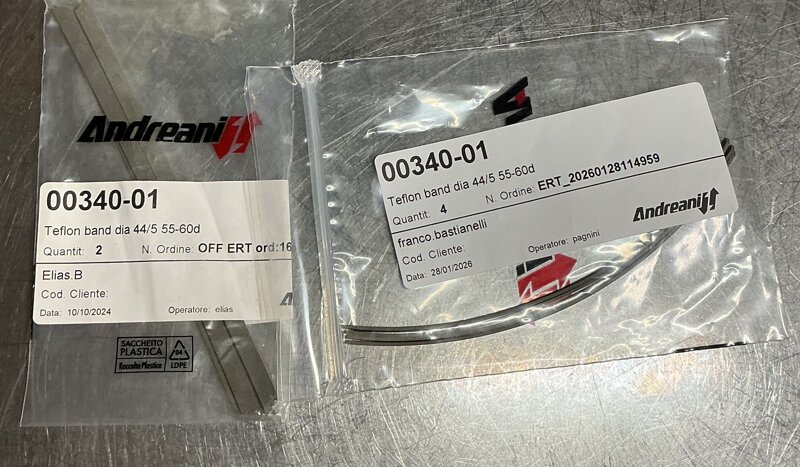 Andreani
00340-01
Teflon band dia 44/5 55-60d
Quantit: 2 N. Ordine: OFF ERT ord:16
Elias.B
Cod. Cliente:
Data: 10/10/2024 Operatore: elias
SACCHETTO
PLASTICA
Raccolta Plastica
04
LDPE
00340-01
Teflon band dia 44/5 55-60d
Quantit: 4 N. Ordine: ERT_20260128114959
franco.bastianelli
Cod. Cliente:
Data: 28/01/2026 Operatore: pagnini
Andreani